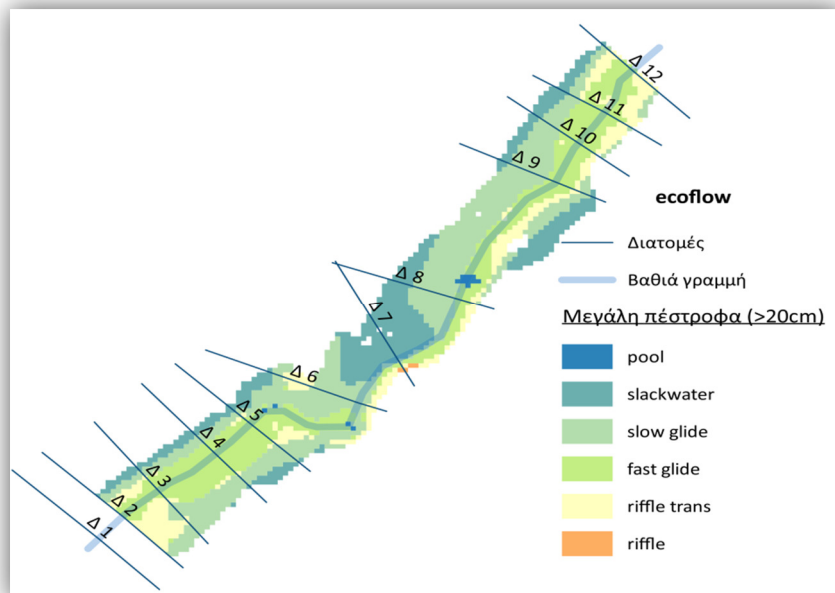 Δ 12
Δ 11
Δ 10
Δ 9
Δ 8
Δ 7
Δ 6
Δ 5
Δ 4
Δ 3
Δ 2
Δ 1
ecoflow
Διατομές
Βαθιά γραμμή
Μεγάλη πέστροφα (>20cm)
pool
slackwater
slow glide
fast glide
riffle trans
riffle